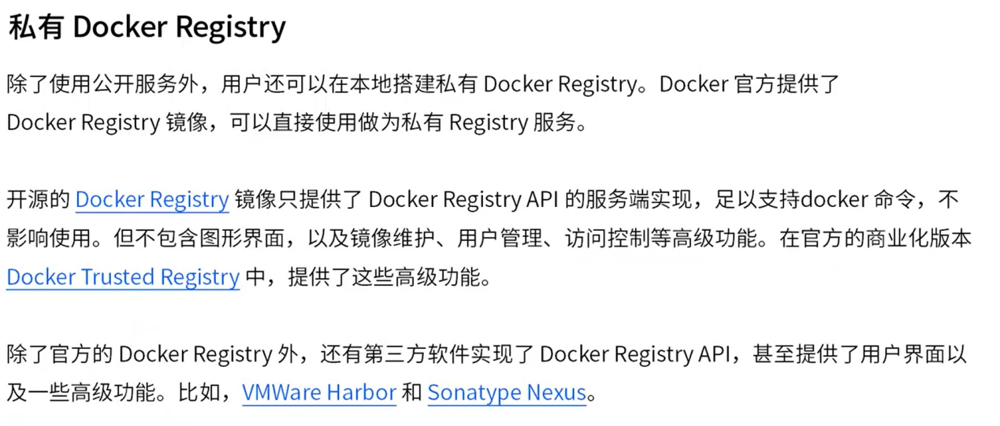 私有 Docker Registry
除了使用公开服务外，用户还可以在本地搭建私有 Docker Registry。Docker 官方提供了
Docker Registry 镜像，可以直接使用做为私有 Registry 服务。
开源的 Docker Registry 镜像只提供了 Docker Registry API 的服务端实现，足以支持docker 命令，不
影响使用。但不包含图形界面，以及镜像维护、用户管理、访问控制等高级功能。在官方的商业化版本
Docker Trusted Registry 中，提供了这些高级功能。
除了官方的 Docker Registry 外，还有第三方软件实现了 Docker Registry API，甚至提供了用户界面以
及一些高级功能。比如，VMWare Harbor 和 Sonatype Nexus。